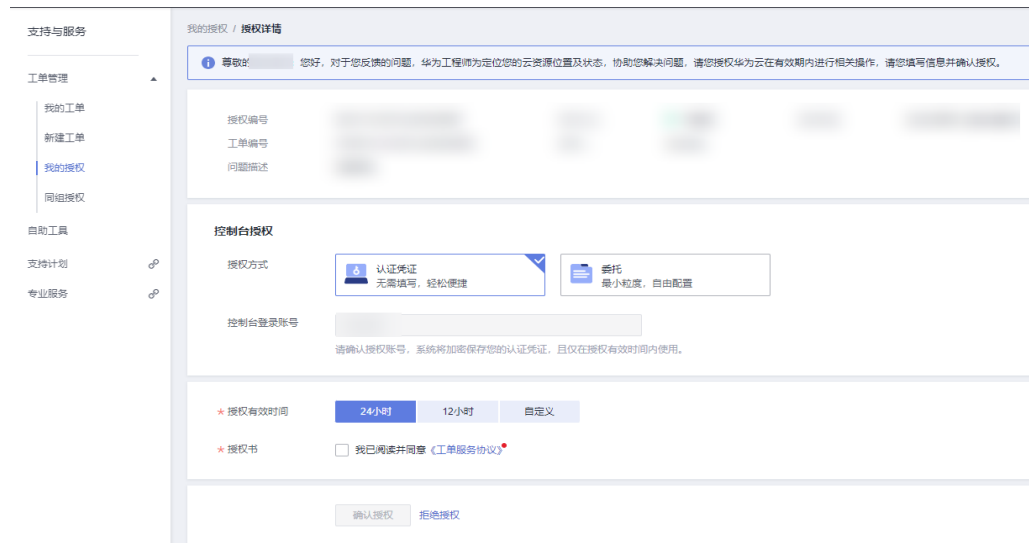 支持与服务
工单管理
我的工单
新建工单
我的授权
同组授权
自助工具
支持计划
专业服务
我的授权 / 授权详情
尊敬的 您好，对于您反馈的问题，华为工程师为定位您的云资源位置及状态，协助您解决问题，请您授权华为云在有效期内进行相关操作，请您填写信息并确认授权。
授权编号
工单编号
问题描述
控制台授权
授权方式
认证凭证
无需填写，轻松便捷
委托
最小粒度，自由配置
控制台登录账号
请确认授权账号，系统将加密保存您的认证凭证，且仅在授权有效时间内使用。
* 授权有效时间 24小时 12小时 自定义
* 授权书 我已阅读并同意《工单服务协议》
确认授权 拒绝授权